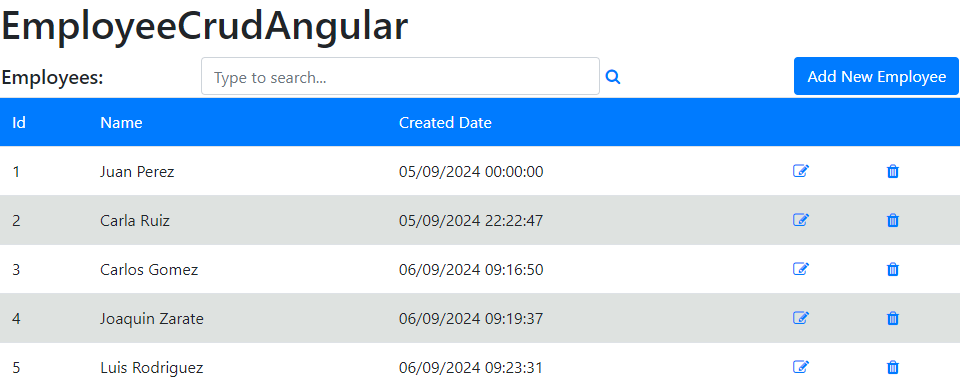 EmployeeCrudAngular
Employees: Type to search... Add New Employee
Id Name Created Date
1 Juan Perez 05/09/2024 00:00:00
2 Carla Ruiz 05/09/2024 22:22:47
3 Carlos Gomez 06/09/2024 09:16:50
4 Joaquin Zarate 06/09/2024 09:19:37
5 Luis Rodriguez 06/09/2024 09:23:31